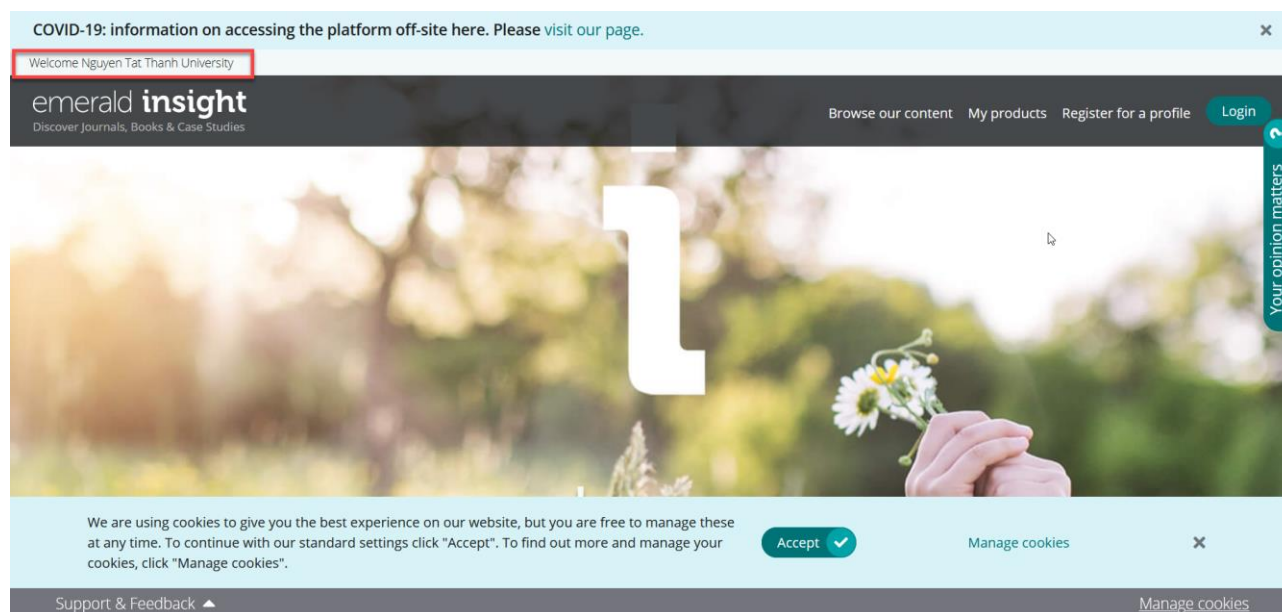 COVID-19: information on accessing the platform off-site here. Please visit our page.
Welcome Nguyen Tat Thanh University
emerald insight
Discover Journals, Books & Case Studies
Browse our content My products Register for a profile Login
Your opinion matters
We are using cookies to give you the best experience on our website, but you are free to manage these
at any time. To continue with our standard settings click "Accept". To find out more and manage your
cookies, click "Manage cookies".
Accept
Manage cookies
Support & Feedback
Manage cookies